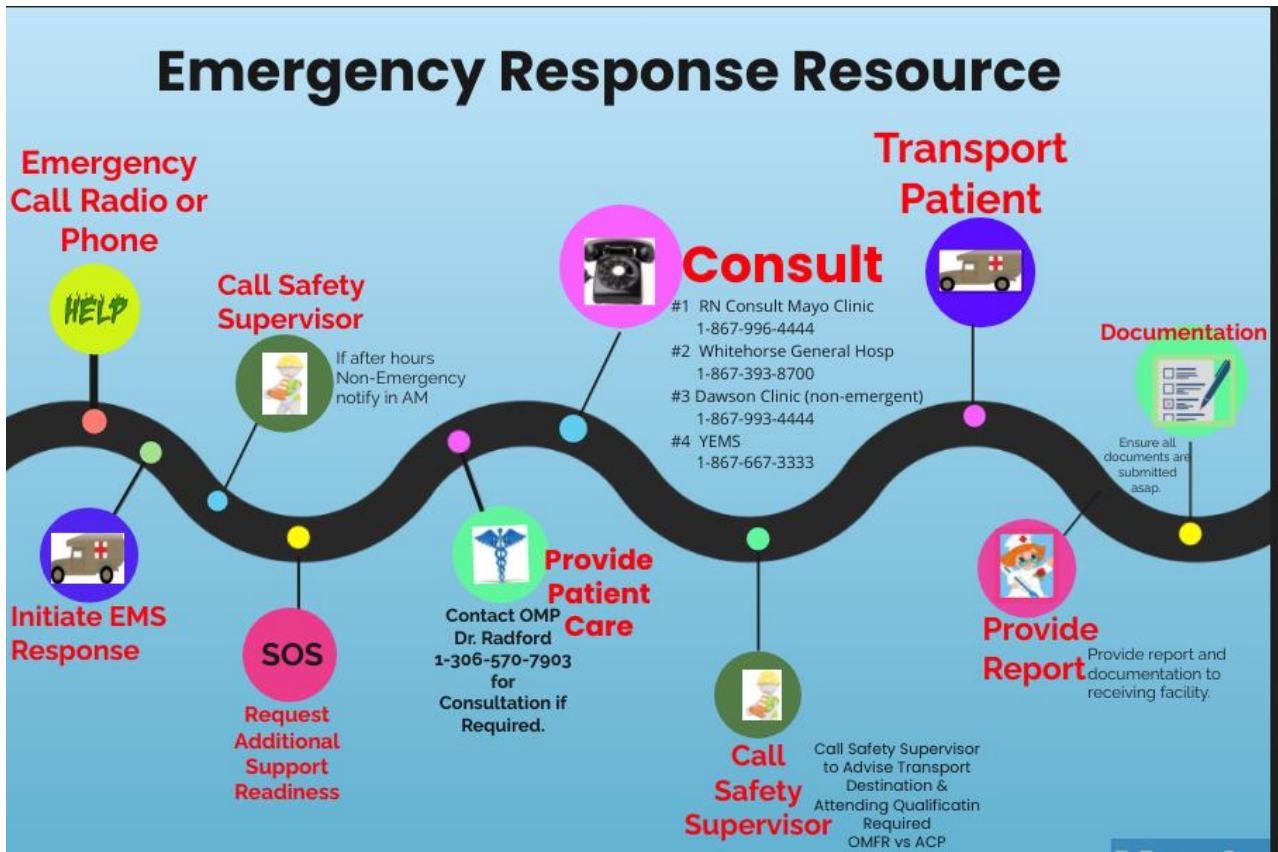 Emergency Response Resource
Emergency
Call Radio or
Phone
HELP
Initiate EMS
Response
Call Safety
Supervisor
If after hours
Non-Emergency
notify in AM
SOS
Request
Additional
Support
Readiness
Provide
Patient
Care
Contact OMP
Dr. Radford
1-306-570-7903
for
Consultation if
Required.
Consult
#1 RN Consult Mayo Clinic
1-867-996-4444
#2 Whitehorse General Hosp
1-867-393-8700
#3 Dawson Clinic (non-emergent)
1-867-993-4444
#4 YEMS
1-867-667-3333
Call
Safety
Supervisor
Call Safety Supervisor
to Advise Transport
Destination &
Attending Qualificatin
Required
OMFR vs ACP
Transport
Patient
Provide
Report
Provide report and
documentation to
receiving facility.
Documentation
Ensure all
documents are
submitted
asap.